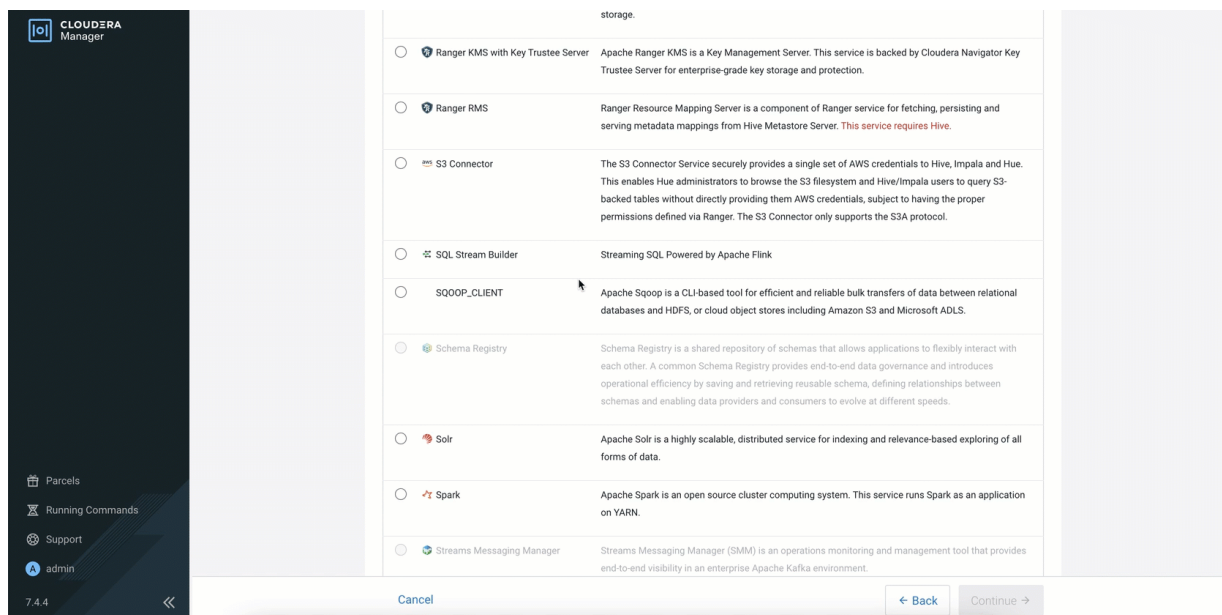 CLOUDERA
Manager
storage.
Ranger KMS with Key Trustee Server
Apache Ranger KMS is a Key Management Server. This service is backed by Cloudera Navigator Key
Trustee Server for enterprise-grade key storage and protection.
Ranger RMS
Ranger Resource Mapping Server is a component of Ranger service for fetching, persisting and
serving metadata mappings from Hive Metastore Server. This service requires Hive.
aws S3 Connector
The S3 Connector Service securely provides a single set of AWS credentials to Hive, Impala and Hue.
This enables Hue administrators to browse the S3 filesystem and Hive/Impala users to query S3-
backed tables without directly providing them AWS credentials, subject to having the proper
permissions defined via Ranger. The S3 Connector only supports the S3A protocol.
SQL Stream Builder
Streaming SQL Powered by Apache Flink
SQOOP_CLIENT
Apache Sqoop is a CLI-based tool for efficient and reliable bulk transfers of data between relational
databases and HDFS, or cloud object stores including Amazon S3 and Microsoft ADLS.
Schema Registry
Schema Registry is a shared repository of schemas that allows applications to flexibly interact with
each other. A common Schema Registry provides end-to-end data governance and introduces
operational efficiency by saving and retrieving reusable schema, defining relationships between
schemas and enabling data providers and consumers to evolve at different speeds.
Solr
Apache Solr is a highly scalable, distributed service for indexing and relevance-based exploring of all
forms of data.
Spark
Apache Spark is an open source cluster computing system. This service runs Spark as an application
on YARN.
Streams Messaging Manager
Streams Messaging Manager (SMM) is an operations monitoring and management tool that provides
end-to-end visibility in an enterprise Apache Kafka environment.
Parcels
Running Commands
Support
A admin
7.4.4
Cancel
← Back
Continue →